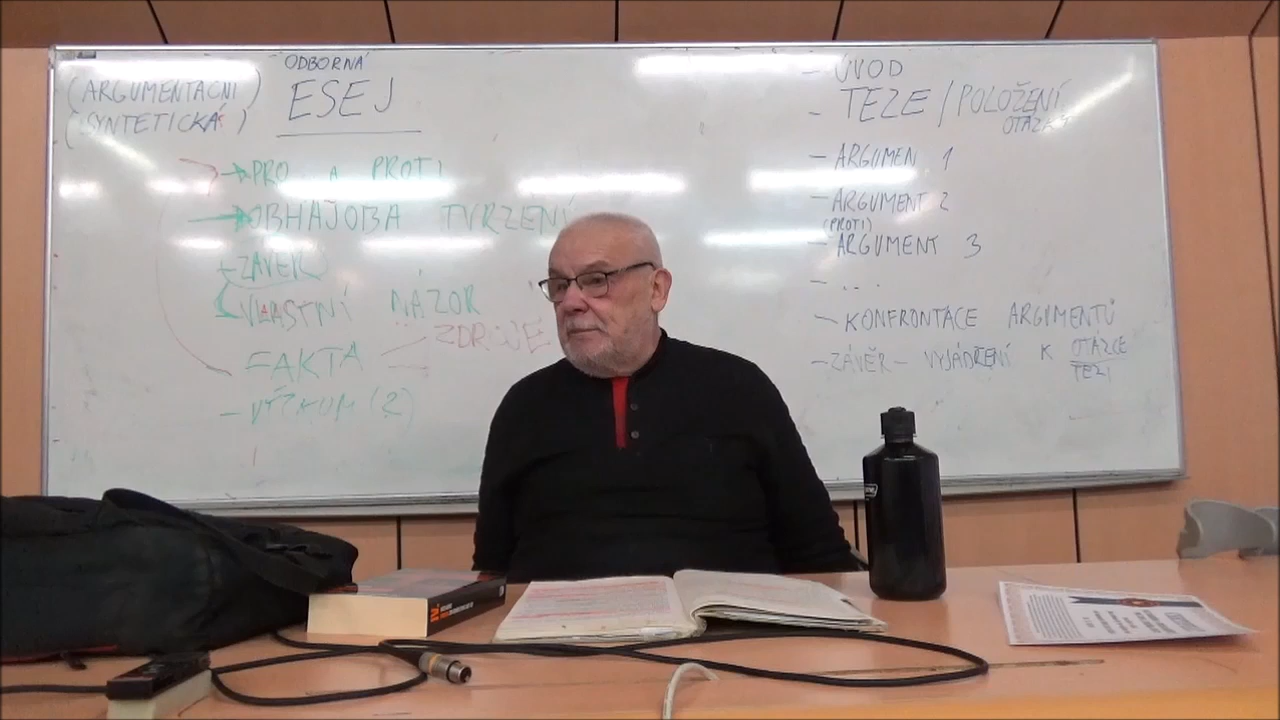 ODBORNÁ
(ARGUMENTAČNÍ) ESEJ
(SYNTETICKÁ)
PRO A PROTI
OBHAJOBA TVRZENÍ
ZÁVĚR
VLASTNÍ NÁZOR
ZDROJE
FAKTA
- VÝZKUM (2)
- ÚVOD
- TEZE / POLOŽENÍ
OTÁZKY
- ARGUMEN 1
- ARGUMENT 2
(PROTI)
- ARGUMENT 3
- ...
- KONFRONTACE ARGUMENTŮ
- ZÁVĚR - VYJÁDŘENÍ K OTÁZCE
TEZI